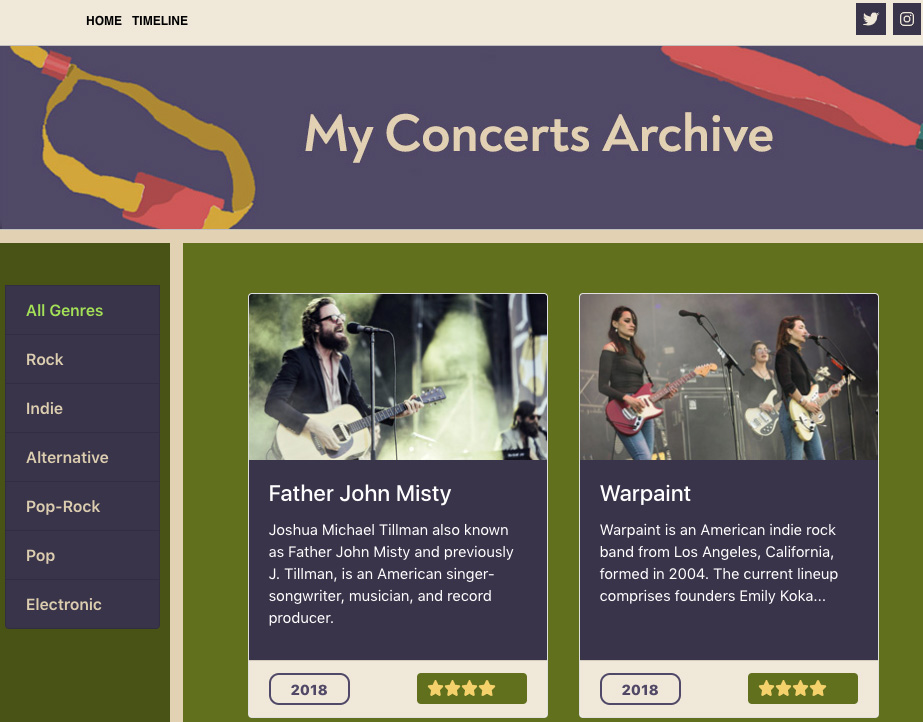 HOME TIMELINE
My Concerts Archive
All Genres
Rock
Indie
Alternative
Pop-Rock
Pop
Electronic
Father John Misty
Joshua Michael Tillman also known
as Father John Misty and previously
J. Tillman, is an American singer-
songwriter, musician, and record
producer.
2018
Warpaint
Warpaint is an American indie rock
band from Los Angeles, California,
formed in 2004. The current lineup
comprises founders Emily Koka...
2018